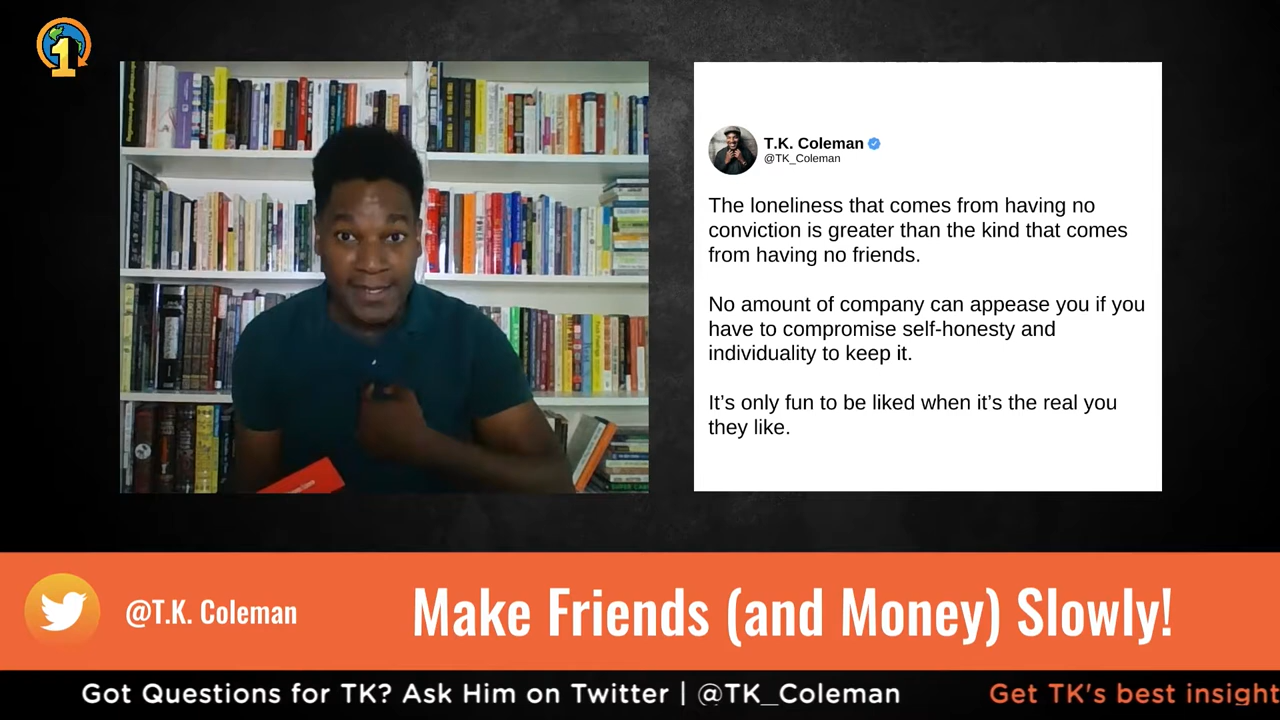 1
T.K. Coleman
@TK_Coleman
The loneliness that comes from having no
conviction is greater than the kind that comes
from having no friends.
No amount of company can appease you if you
have to compromise self-honesty and
individuality to keep it.
It’s only fun to be liked when it’s the real you
they like.
@T.K. Coleman
Make Friends (and Money) Slowly!
Got Questions for TK? Ask Him on Twitter | @TK_Coleman
Get TK's best insight